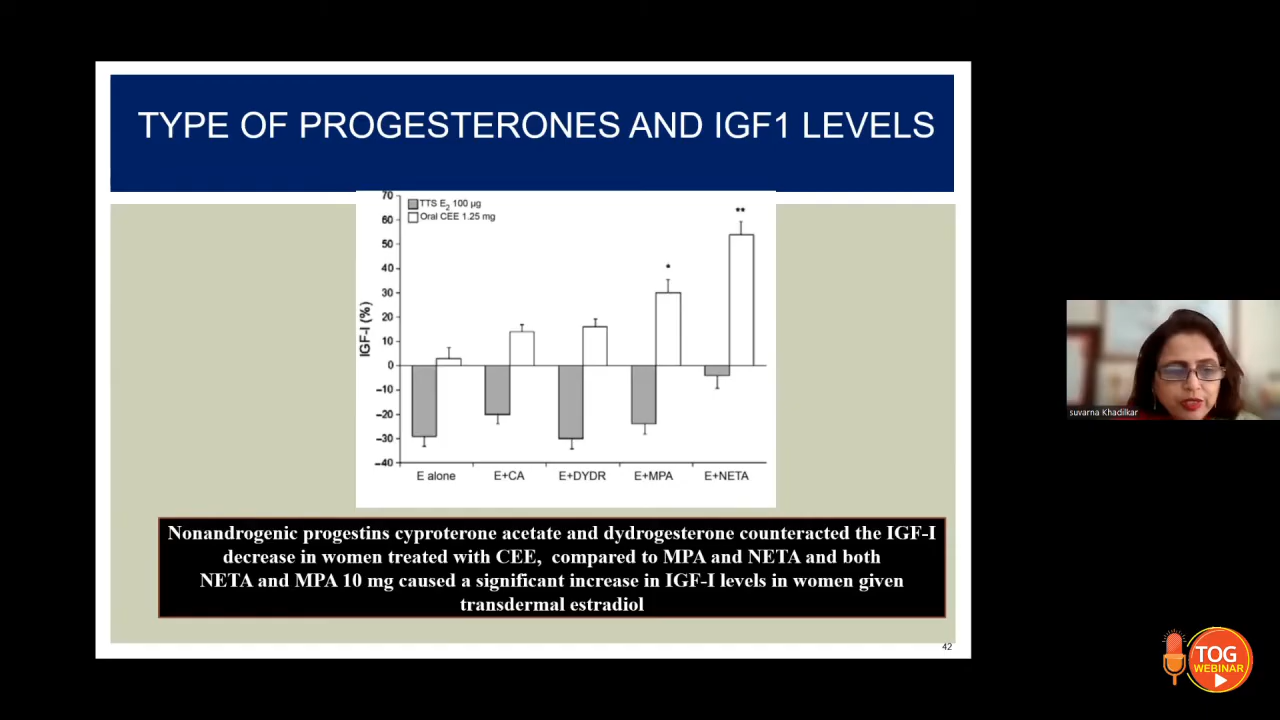 TYPE OF PROGESTERONES AND IGF1 LEVELS
TTS E2 100 µg
Oral CEE 1.25 mg
IGF-I (%)
70
60
50
40
30
20
10
0
–10
–20
–30
–40
*
**
E alone
E+CA
E+DYDR
E+MPA
E+NETA
Nonandrogenic progestins cyproterone acetate and dydrogesterone counteracted the IGF-I
decrease in women treated with CEE, compared to MPA and NETA and both
NETA and MPA 10 mg caused a significant increase in IGF-I levels in women given
transdermal estradiol
42
suvarna Khadilkar
TOG
WEBINAR